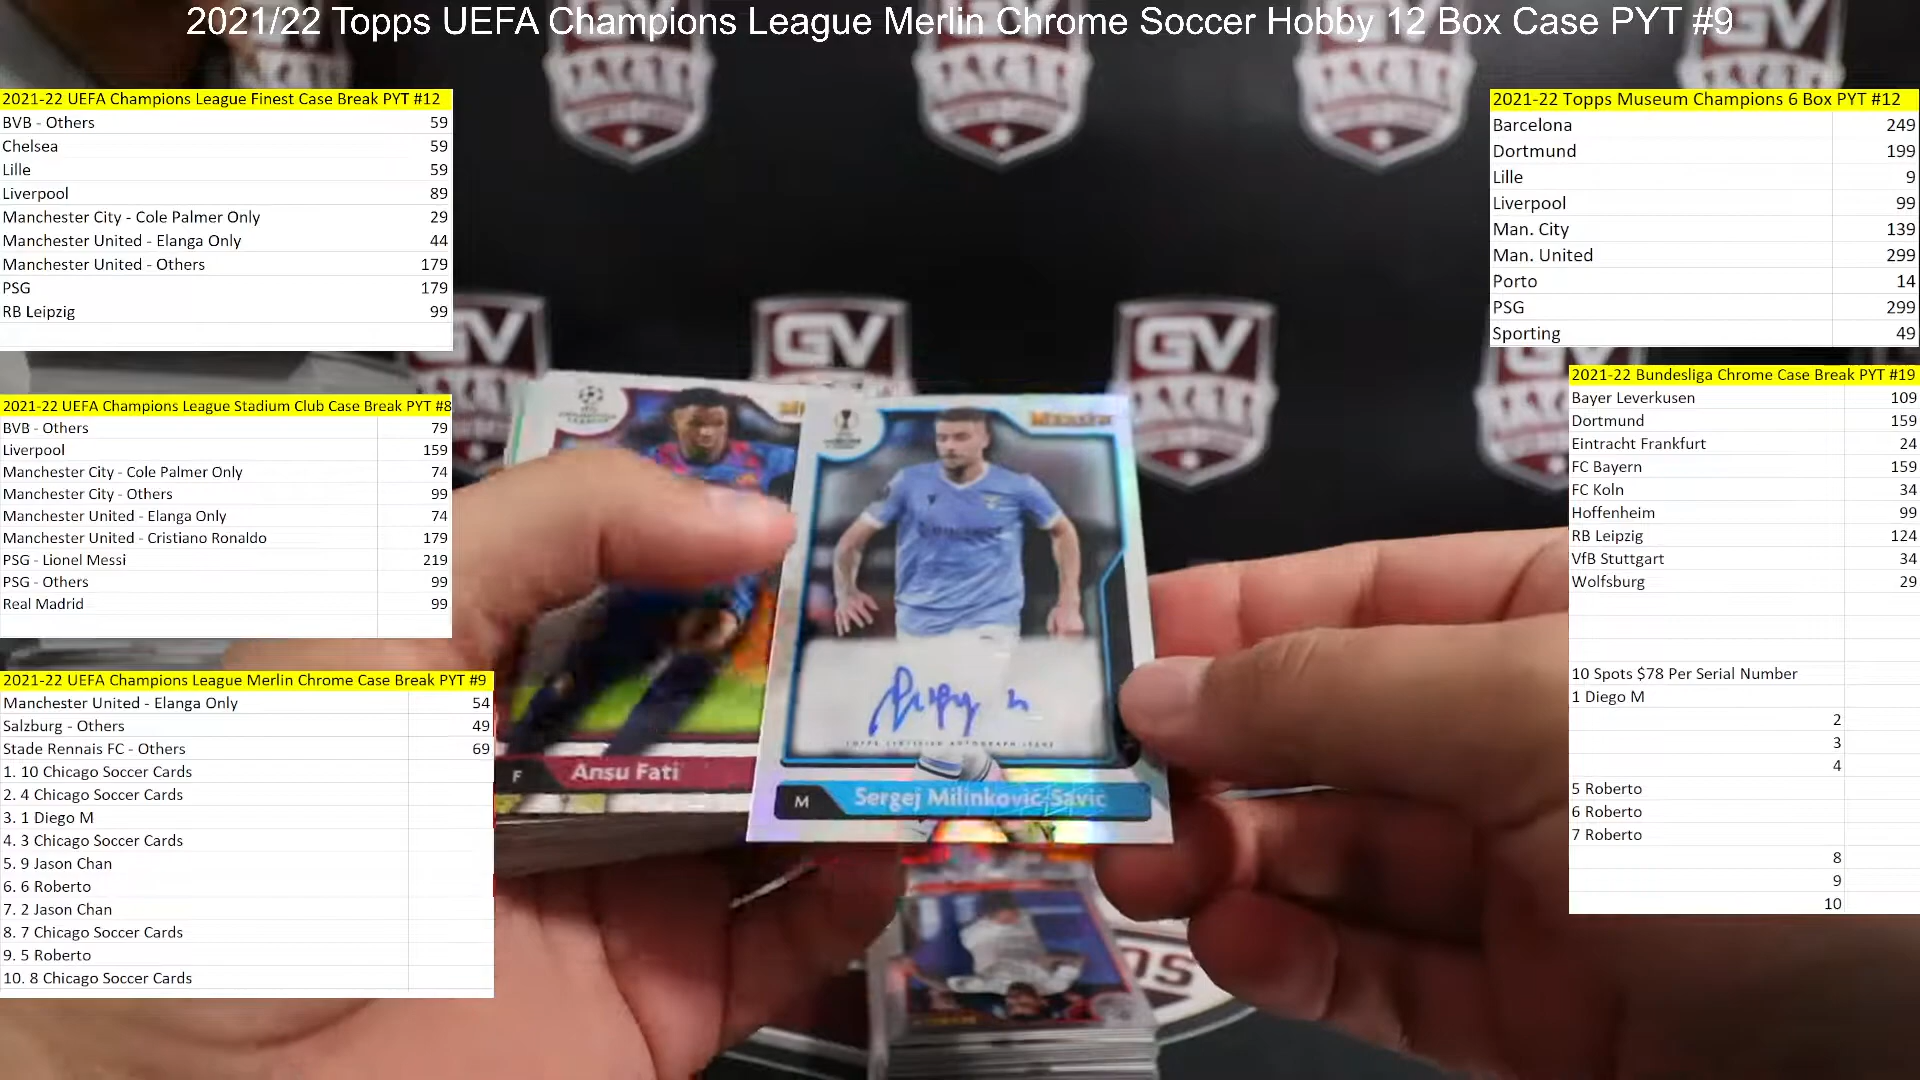 2021/22 Topps UEFA Champions League Merlin Chrome Soccer Hobby 12 Box Case PYT #9
2021-22 UEFA Champions League Finest Case Break PYT #12
BVB - Others 59
Chelsea 59
Lille 59
Liverpool 89
Manchester City - Cole Palmer Only 29
Manchester United - Elanga Only 44
Manchester United - Others 179
PSG 179
RB Leipzig 99
2021-22 UEFA Champions League Stadium Club Case Break PYT #8
BVB - Others 79
Liverpool 159
Manchester City - Cole Palmer Only 74
Manchester City - Others 99
Manchester United - Elanga Only 74
Manchester United - Cristiano Ronaldo 179
PSG - Lionel Messi 219
PSG - Others 99
Real Madrid 99
2021-22 UEFA Champions League Merlin Chrome Case Break PYT #9
Manchester United - Elanga Only 54
Salzburg - Others 49
Stade Rennais FC - Others 69
1. 10 Chicago Soccer Cards
2. 4 Chicago Soccer Cards
3. 1 Diego M
4. 3 Chicago Soccer Cards
5. 9 Jason Chan
6. 6 Roberto
7. 2 Jason Chan
8. 7 Chicago Soccer Cards
9. 5 Roberto
10. 8 Chicago Soccer Cards
GV
GV
GV
F Ansu Fati
Merlin
TOPPS CERTIFIED AUTOGRAPH ISSUE
M Sergej Milinković-Savić
2021-22 Topps Museum Champions 6 Box PYT #12
Barcelona 249
Dortmund 199
Lille 9
Liverpool 99
Man. City 139
Man. United 299
Porto 14
PSG 299
Sporting 49
2021-22 Bundesliga Chrome Case Break PYT #19
Bayer Leverkusen 109
Dortmund 159
Eintracht Frankfurt 24
FC Bayern 159
FC Koln 34
Hoffenheim 99
RB Leipzig 124
VfB Stuttgart 34
Wolfsburg 29
10 Spots $78 Per Serial Number
1 Diego M
2
3
4
5 Roberto
6 Roberto
7 Roberto
8
9
10